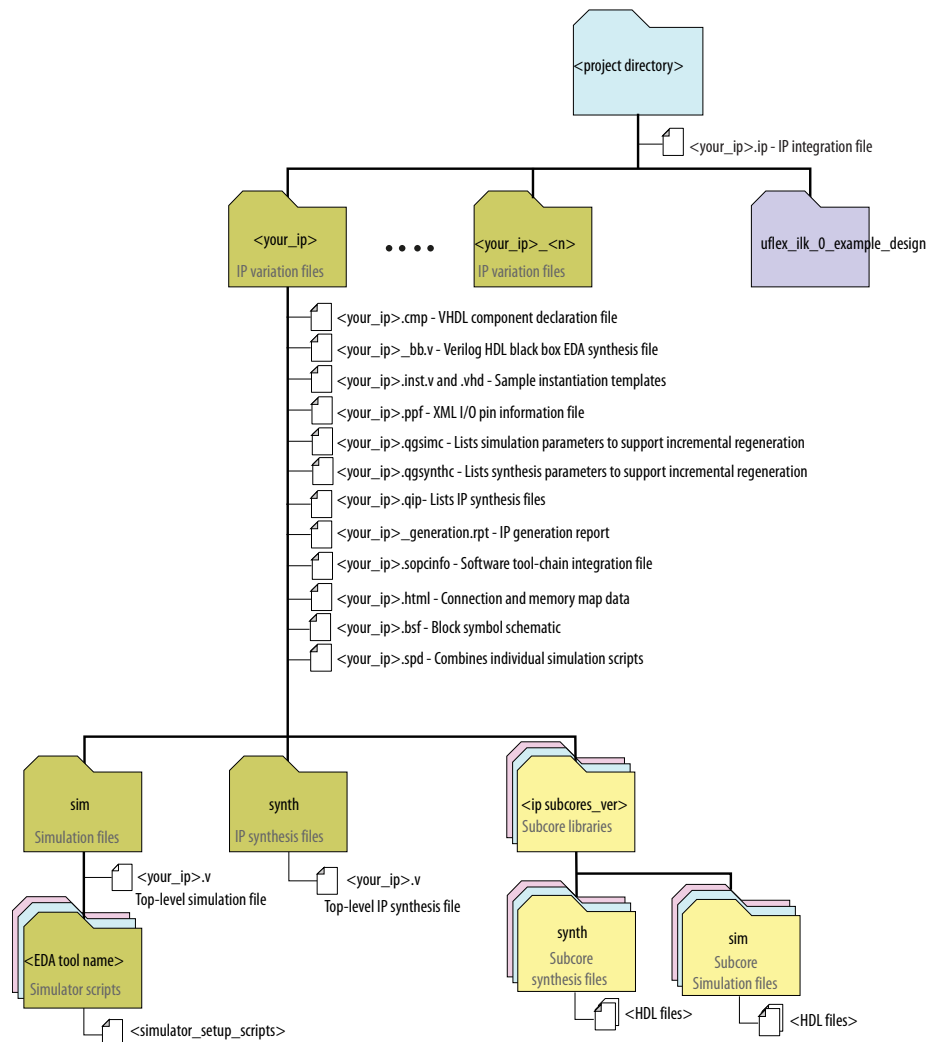 <project directory>
<your_ip>.ip - IP integration file
<your_ip>
IP variation files
<your_ip>_<n>
IP variation files
uflex_ilk_0_example_design
<your_ip>.cmp - VHDL component declaration file
<your_ip>_bb.v - Verilog HDL black box EDA synthesis file
<your_ip>.inst.v and .vhd - Sample instantiation templates
<your_ip>.ppf - XML I/O pin information file
<your_ip>.qgsimc - Lists simulation parameters to support incremental regeneration
<your_ip>.qgsynthc - Lists synthesis parameters to support incremental regeneration
<your_ip>.qip- Lists IP synthesis files
<your_ip>_generation.rpt - IP generation report
<your_ip>.sopcinfo - Software tool-chain integration file
<your_ip>.html - Connection and memory map data
<your_ip>.bsf - Block symbol schematic
<your_ip>.spd - Combines individual simulation scripts
sim
Simulation files
synth
IP synthesis files
<ip subcores_ver>
Subcore libraries
<your_ip>.v
Top-level simulation file
<your_ip>.v
Top-level IP synthesis file
<EDA tool name>
Simulator scripts
synth
Subcore
synthesis files
sim
Subcore
Simulation files
<simulator_setup_scripts>
<HDL files>
<HDL files>